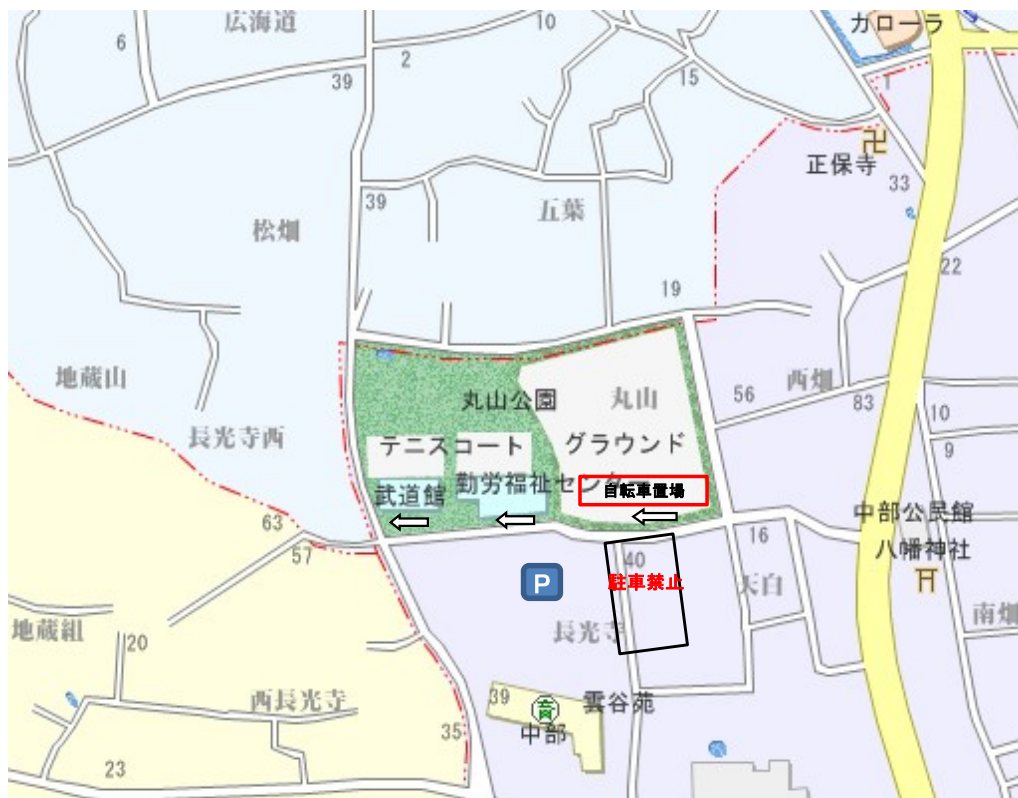 広海道
10
カローラ
6
2
39
15
1
正保寺
33
39
五葉
松畑
22
19
地蔵山
丸山公園
丸山
56
西畑
83
10
長光寺西
テニスコート
グラウンド
9
武道館
勤労福祉センター
自転車置場
63
中部公民館
16
57
40
八幡神社
P
駐車禁止
天白
地蔵組
20
長光寺
南畑
西長光寺
39
育
雲谷苑
35
中部
23